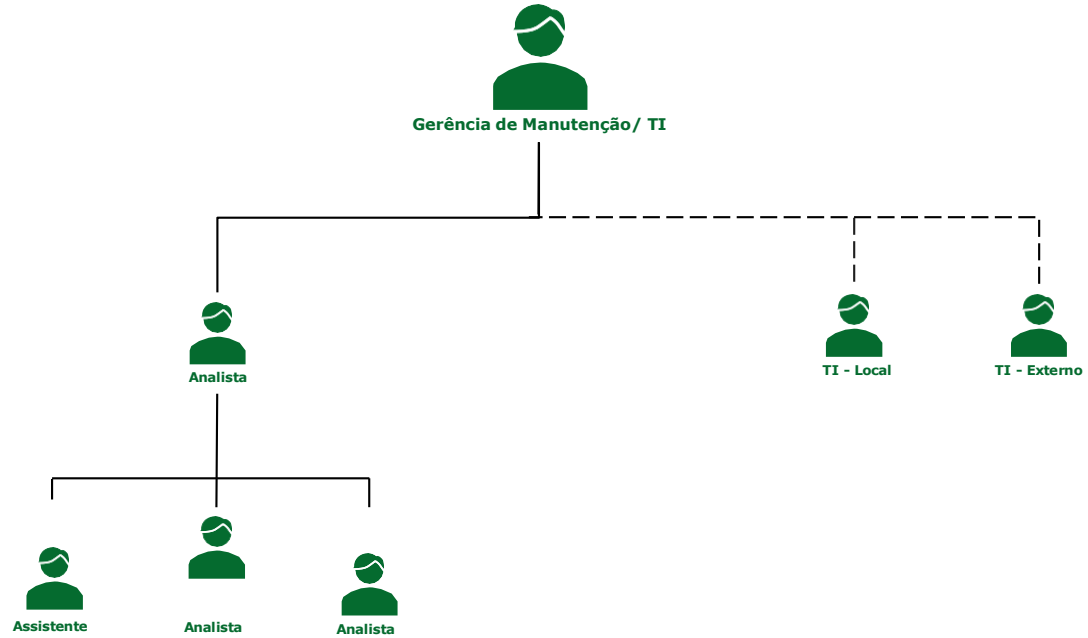 Gerência de Manutenção/ TI
Analista
TI - Local
TI - Externo
Assistente
Analista
Analista